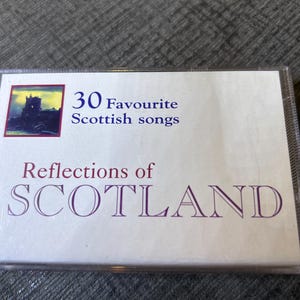 30 Favourite
Scottish songs
Reflections of
SCOTLAND